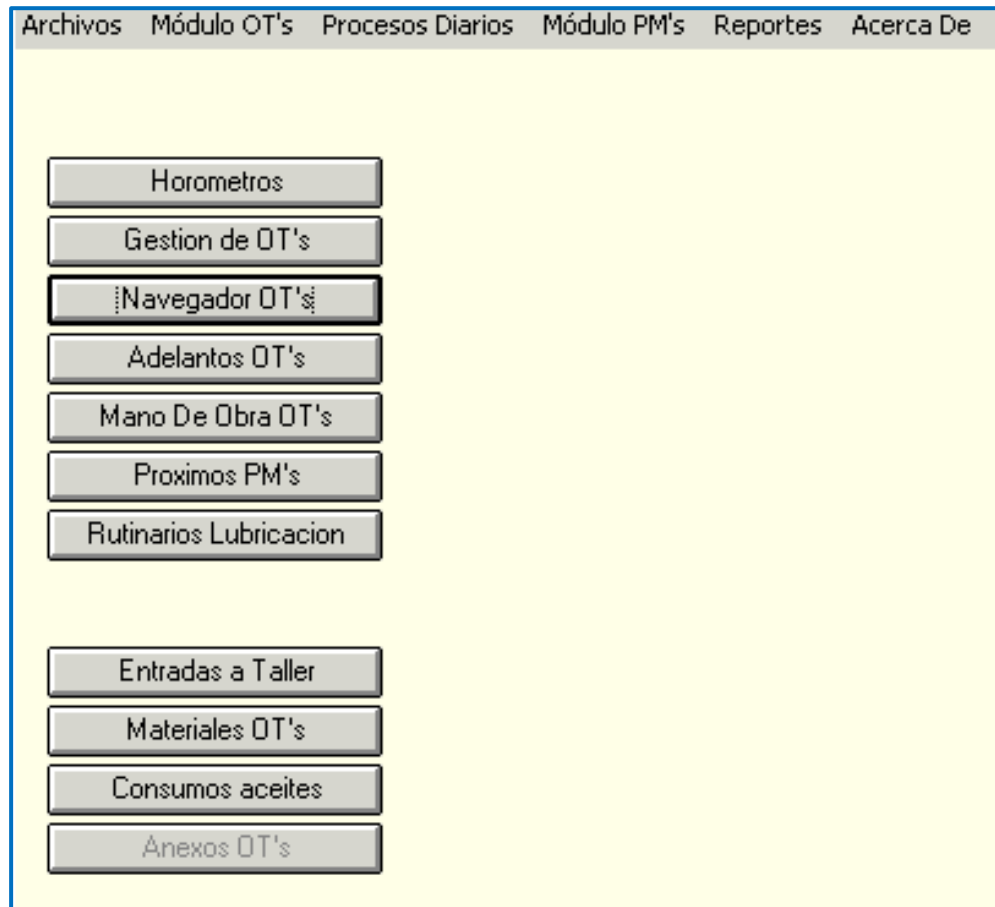 Archivos Módulo OT's Procesos Diarios Módulo PM's Reportes Acerca De
Horometros
Gestion de OT's
Navegador OT's
Adelantos OT's
Mano De Obra OT's
Proximos PM's
Rutinarios Lubricacion
Entradas a Taller
Materiales OT's
Consumos aceites
Anexos OT's